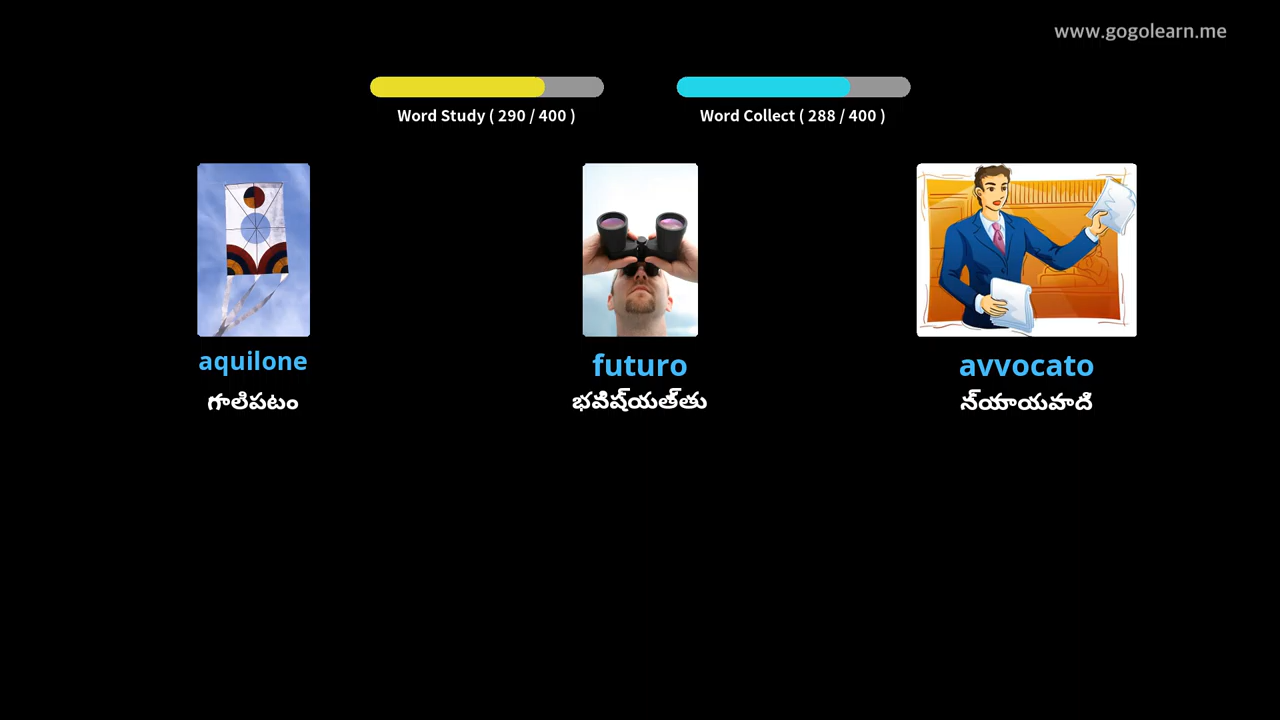 www.gogolearn.me
Word Study ( 290 / 400 )
Word Collect ( 288 / 400 )
aquilone
futuro
avvocato
గాలిపటం
భవిష్యత్తు
న్యాయవాది